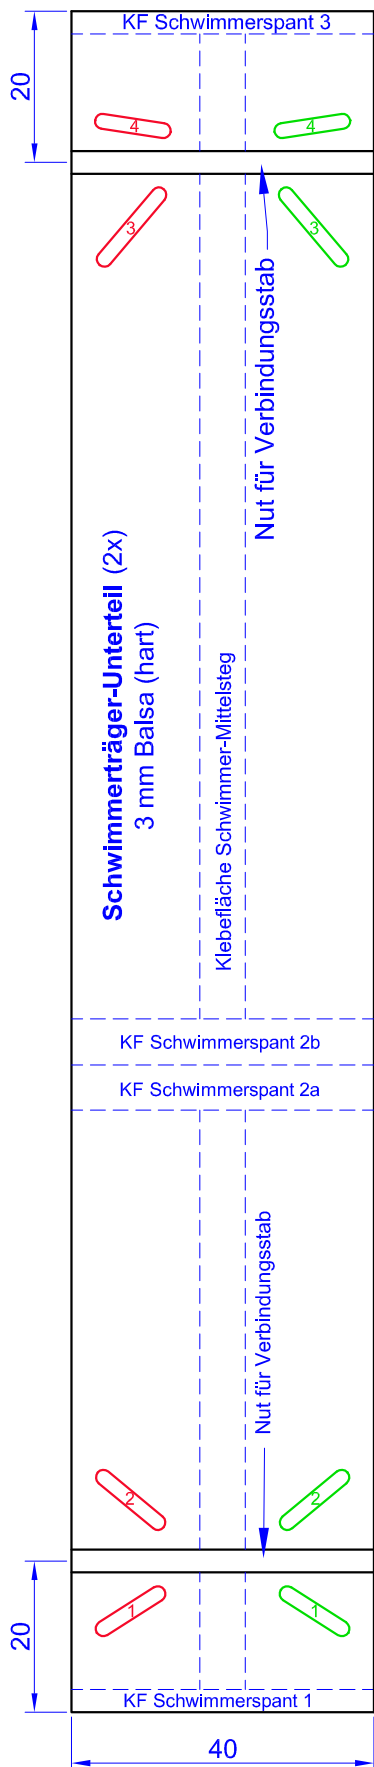 KF Schwimmerspant 3
20
4
4
3
3
Nut für Verbindungsstab
Schwimmerträger-Unterteil (2x)
3 mm Balsa (hart)
Klebefläche Schwimmer-Mittelsteg
KF Schwimmerspant 2b
KF Schwimmerspant 2a
Nut für Verbindungsstab
2
2
1
1
20
KF Schwimmerspant 1
40